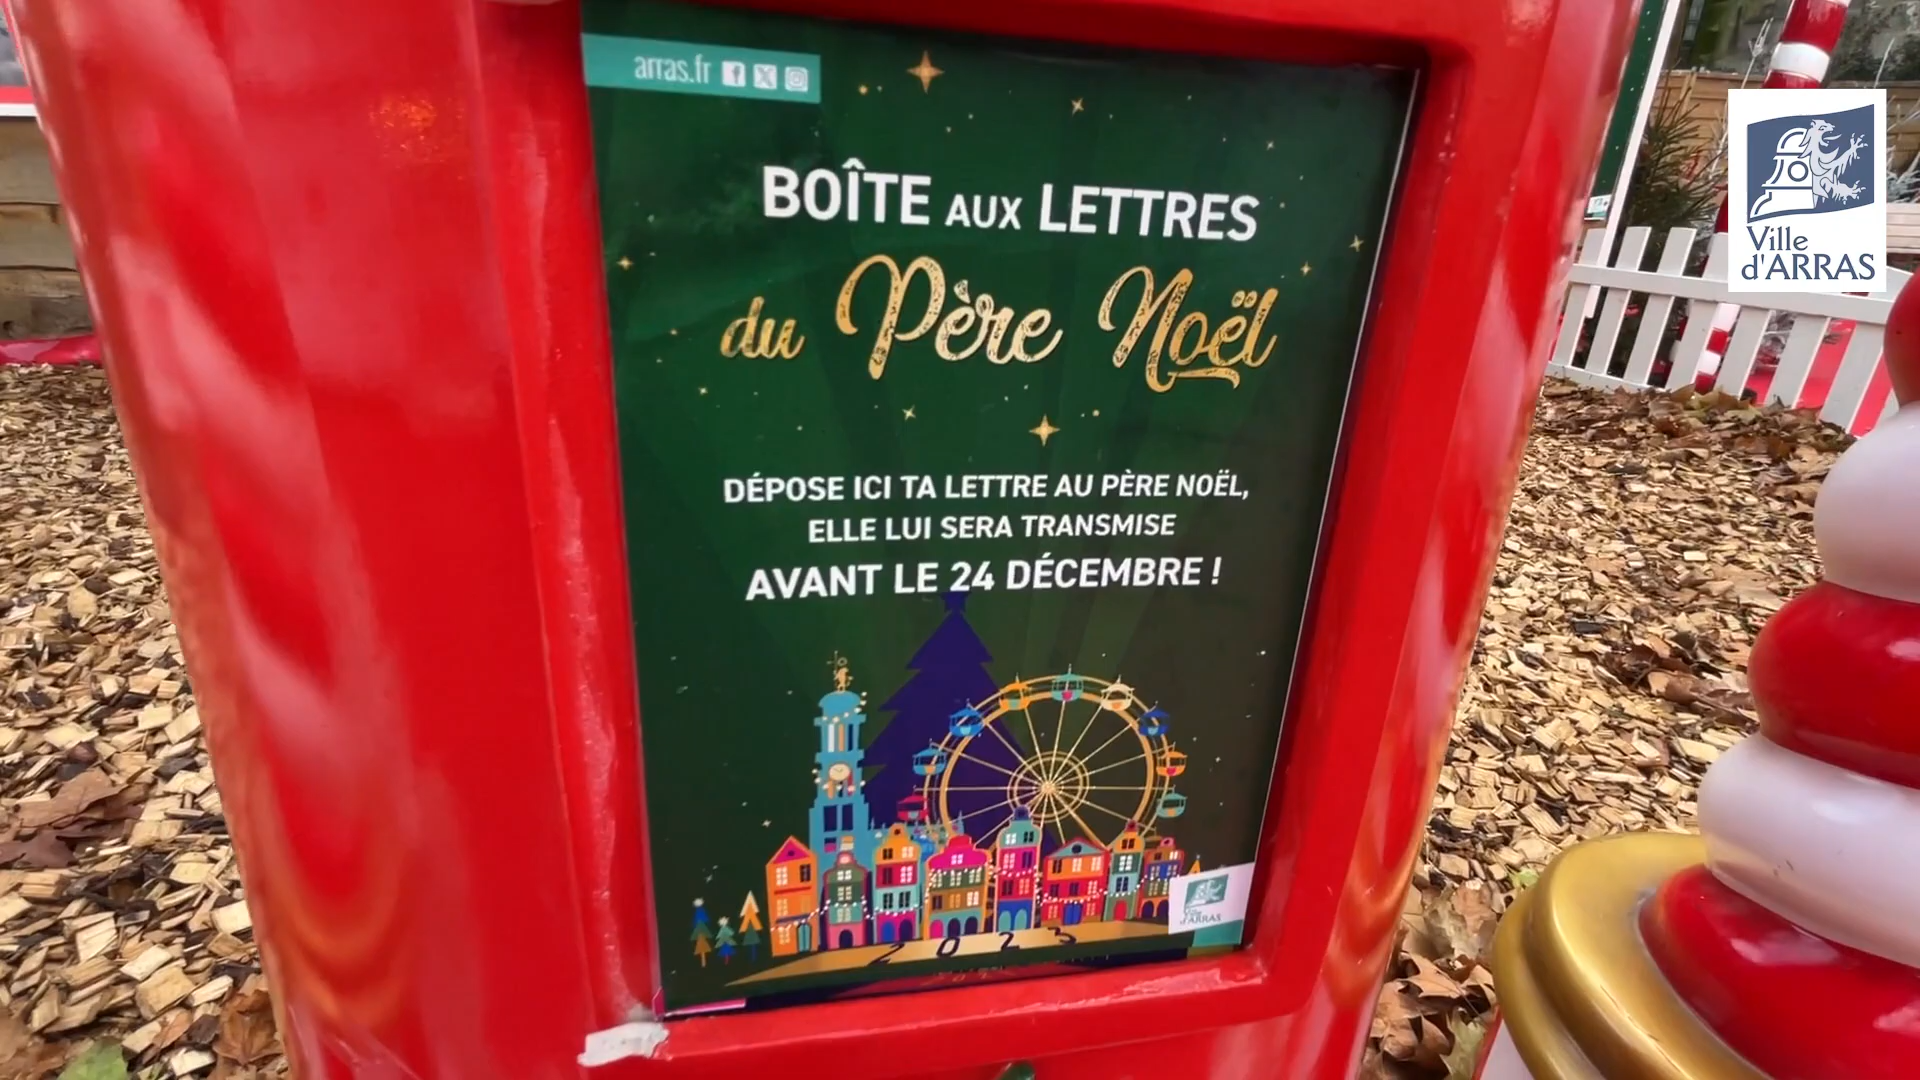 arras.fr
BOÎTE AUX LETTRES
du Père Noël
DÉPOSE ICI TA LETTRE AU PÈRE NOËL,
ELLE LUI SERA TRANSMISE
AVANT LE 24 DÉCEMBRE !
2023
Ville
d'ARRAS
Ville
d'ARRAS